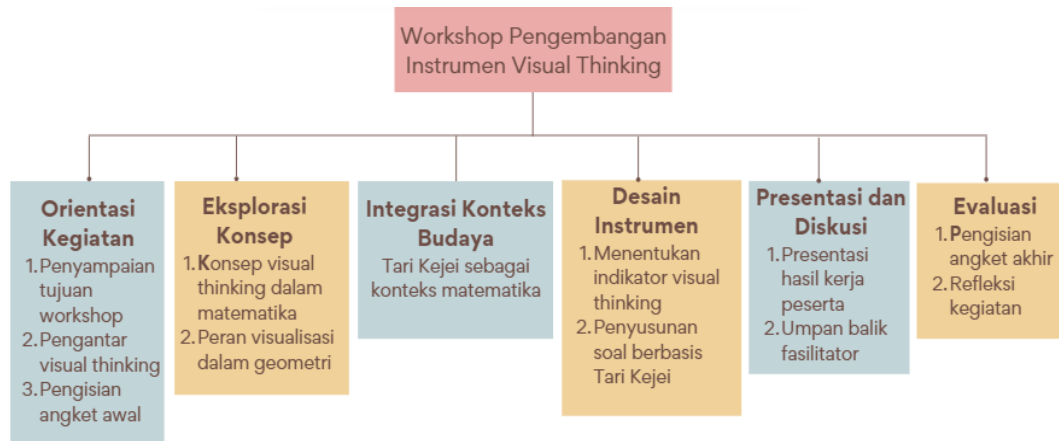 Workshop Pengembangan
Instrumen Visual Thinking
Orientasi
Kegiatan
1. Penyampaian
tujuan
workshop
2. Pengantar
visual thinking
3. Pengisian
angket awal
Eksplorasi
Konsep
1. Konsep visual
thinking dalam
matematika
2. Peran visualisasi
dalam geometri
Integrasi Konteks
Budaya
Tari Kejei sebagai
konteks matematika
Desain
Instrumen
1. Menentukan
indikator visual
thinking
2. Penyusunan
soal berbasis
Tari Kejei
Presentasi dan
Diskusi
1. Presentasi
hasil kerja
peserta
2. Umpan balik
fasilitator
Evaluasi
1. Pengisian
angket akhir
2. Refleksi
kegiatan